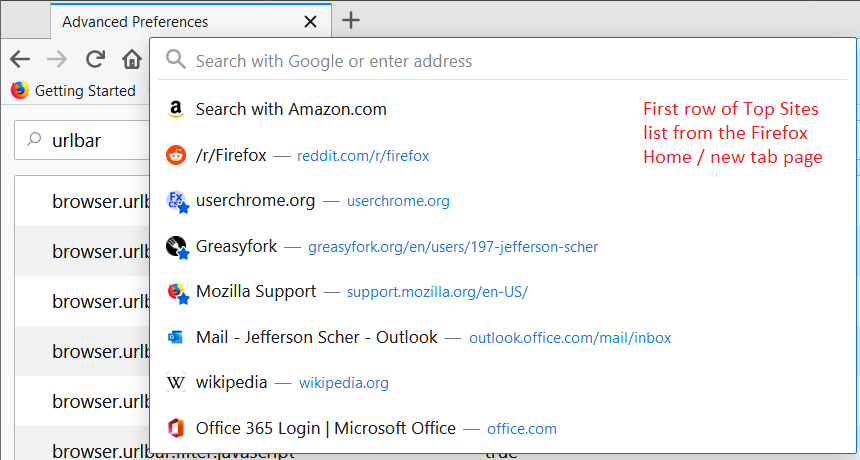 Advanced Preferences
Search with Google or enter address
Getting Started
Search with Amazon.com
First row of Top Sites
list from the Firefox
Home / new tab page
urlbar
/r/Firefox — reddit.com/r/firefox
browser.url
userchrome.org — userchrome.org
browser.urlb
Greasyfork — greasyfork.org/en/users/197-jefferson-scher
browser.urlb
Mozilla Support — support.mozilla.org/en-US/
browser.urlb
Mail - Jefferson Scher - Outlook — outlook.office.com/mail/inbox
browser.urlb
W wikipedia — wikipedia.org
Office 365 Login | Microsoft Office — office.com
browser.urlbar.filter.javascript true